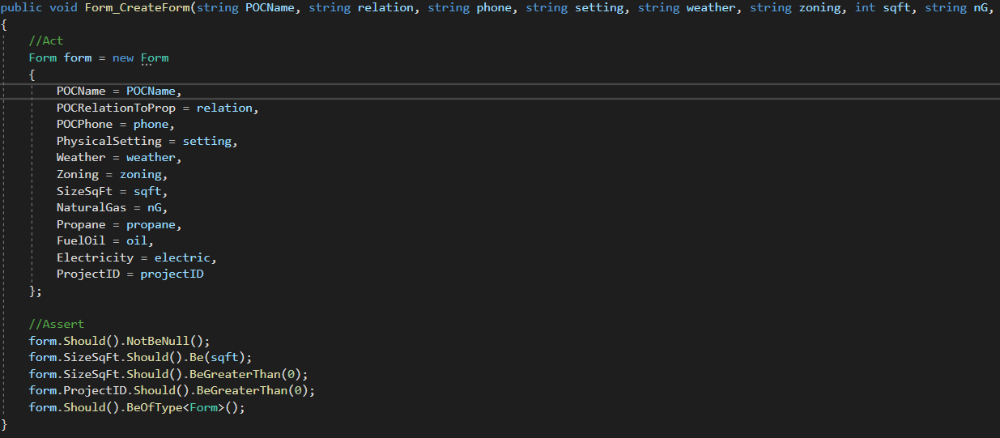 public void Form_CreateForm(string POCName, string relation, string phone, string setting, string weather, string zoning, int sqft, string nG,
{
//Act
Form form = new Form
{
POCName = POCName,
POCRelationToProp = relation,
POCPhone = phone,
PhysicalSetting = setting,
Weather = weather,
Zoning = zoning,
SizeSqFt = sqft,
NaturalGas = nG,
Propane = propane,
FuelOil = oil,
Electricity = electric,
ProjectID = projectID
};
//Assert
form.Should().NotBeNull();
form.SizeSqFt.Should().Be(sqft);
form.SizeSqFt.Should().BeGreaterThan(0);
form.ProjectID.Should().BeGreaterThan(0);
form.Should().BeOfType<Form>();
}